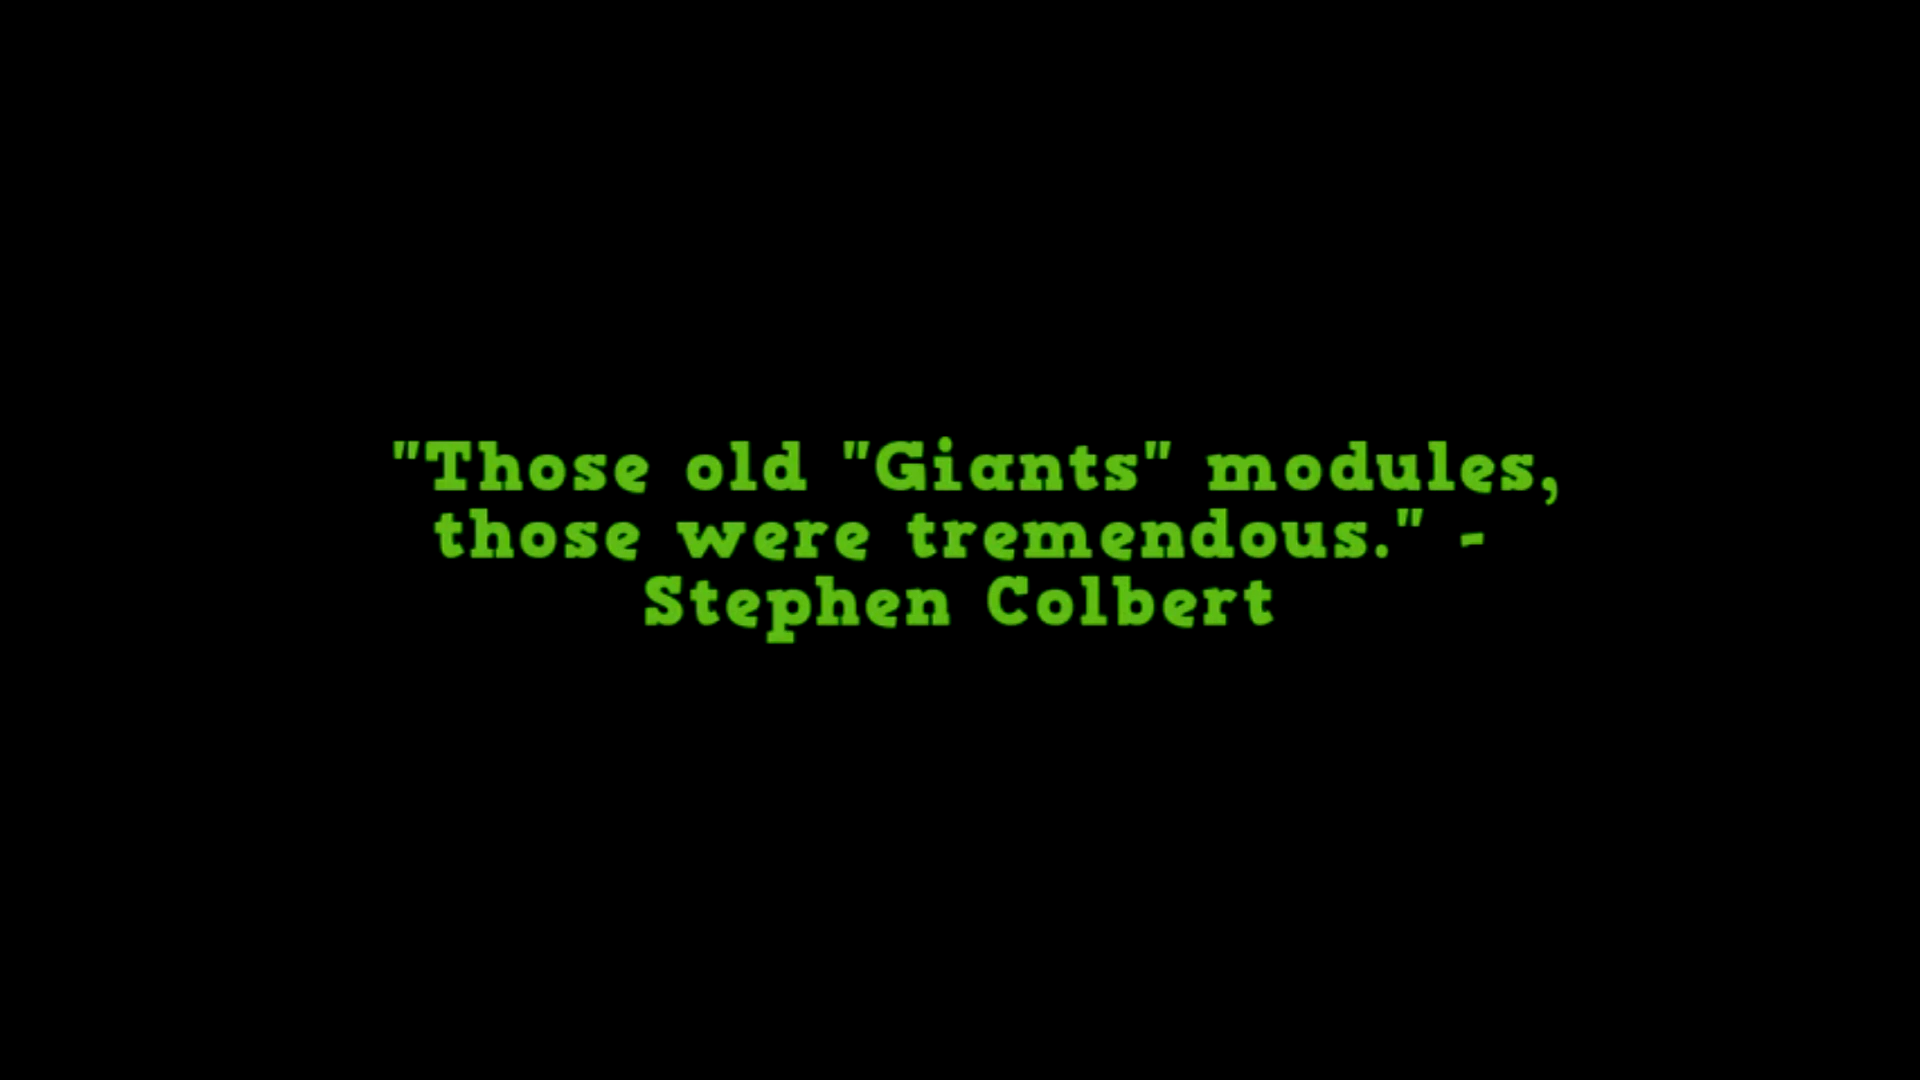 "Those old "Giants" modules,
those were tremendous." -
Stephen Colbert